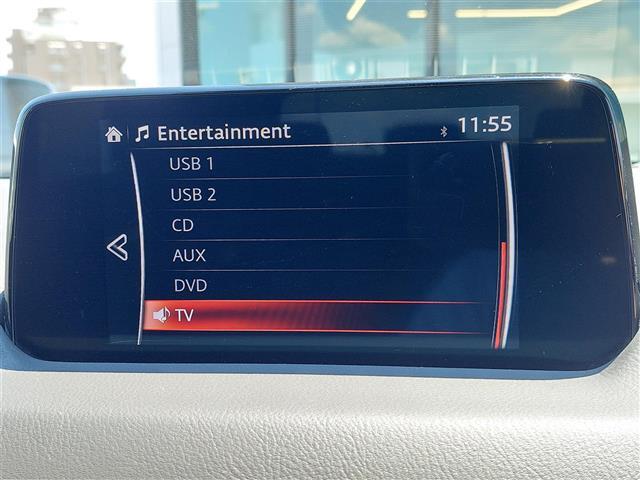 Entertainment 11:55
USB 1
USB 2
CD
AUX
DVD
TV